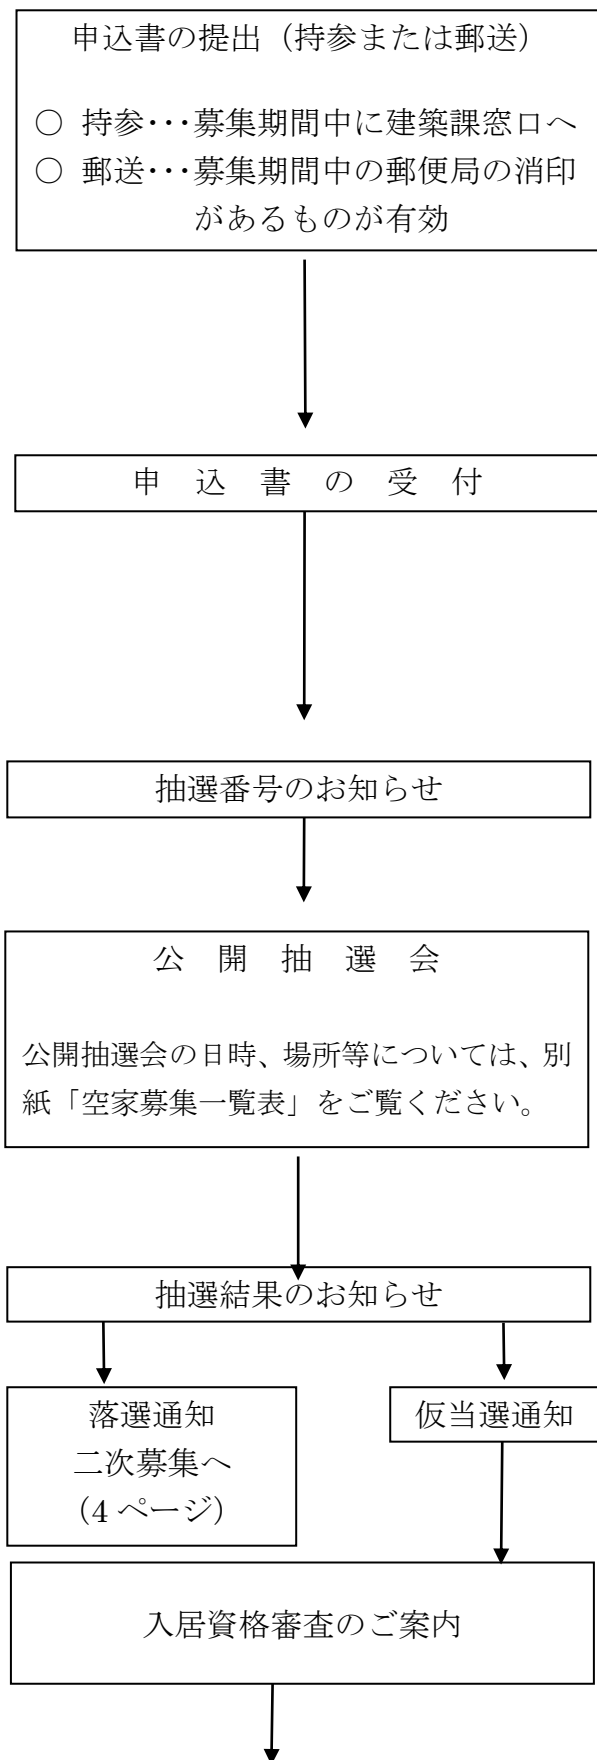 申込書の提出（持参または郵送）
○ 持参･･･募集期間中に建築課窓口へ
○ 郵送･･･募集期間中の郵便局の消印
があるものが有効
申 込 書 の 受 付
抽選番号のお知らせ
公 開 抽 選 会
公開抽選会の日時、場所等については、別
紙「空家募集一覧表」をご覧ください。
抽選結果のお知らせ
落選通知
二次募集へ
（4 ページ）
仮当選通知
入居資格審査のご案内